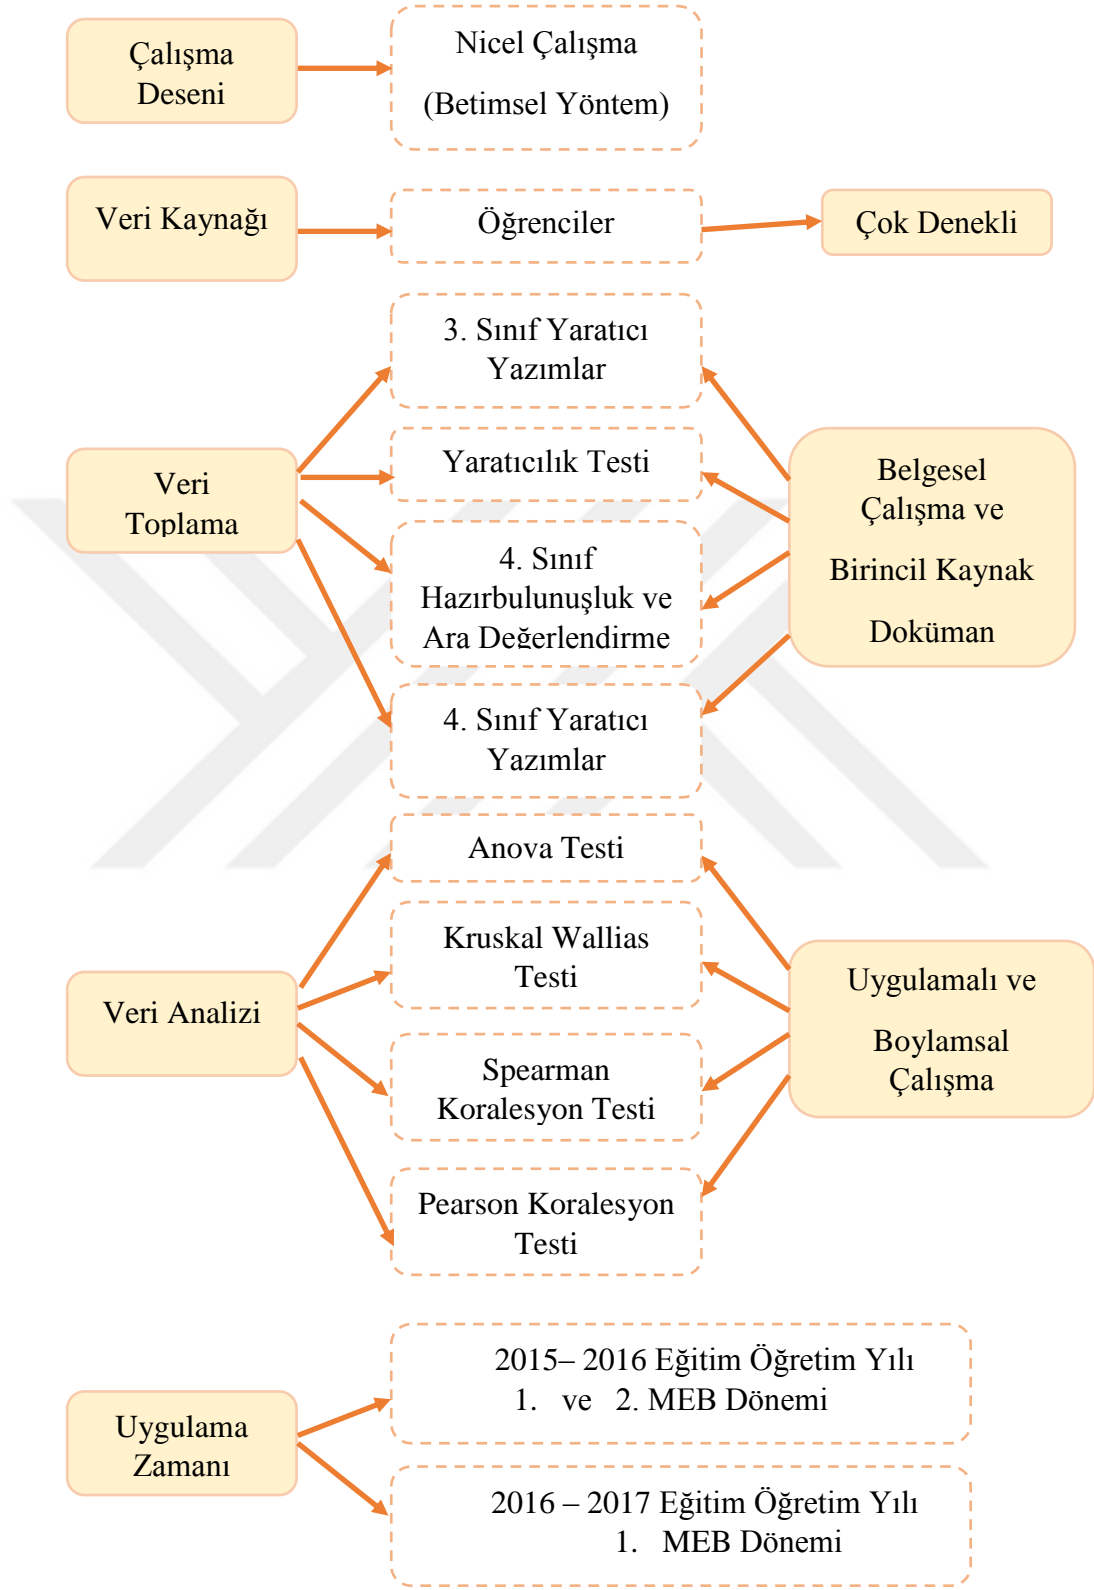 Çalışma
Deseni
Nicel Çalışma
(Betimsel Yöntem)
Veri Kaynağı
Öğrenciler
Çok Denekli
3. Sınıf Yaratıcı
Yazımlar
Yaratıcılık Testi
Veri
Toplama
4. Sınıf
Hazırbulunuşluk ve
Ara Değerlendirme
4. Sınıf Yaratıcı
Yazımlar
Belgesel
Çalışma ve
Birincil Kaynak
Doküman
Anova Testi
Kruskal Wallias
Testi
Veri Analizi
Spearman
Koralesyon Testi
Pearson Koralesyon
Testi
Uygulamalı ve
Boylamsal
Çalışma
Uygulama
Zamanı
2015– 2016 Eğitim Öğretim Yılı
1. ve 2. MEB Dönemi
2016 – 2017 Eğitim Öğretim Yılı
1. MEB Dönemi